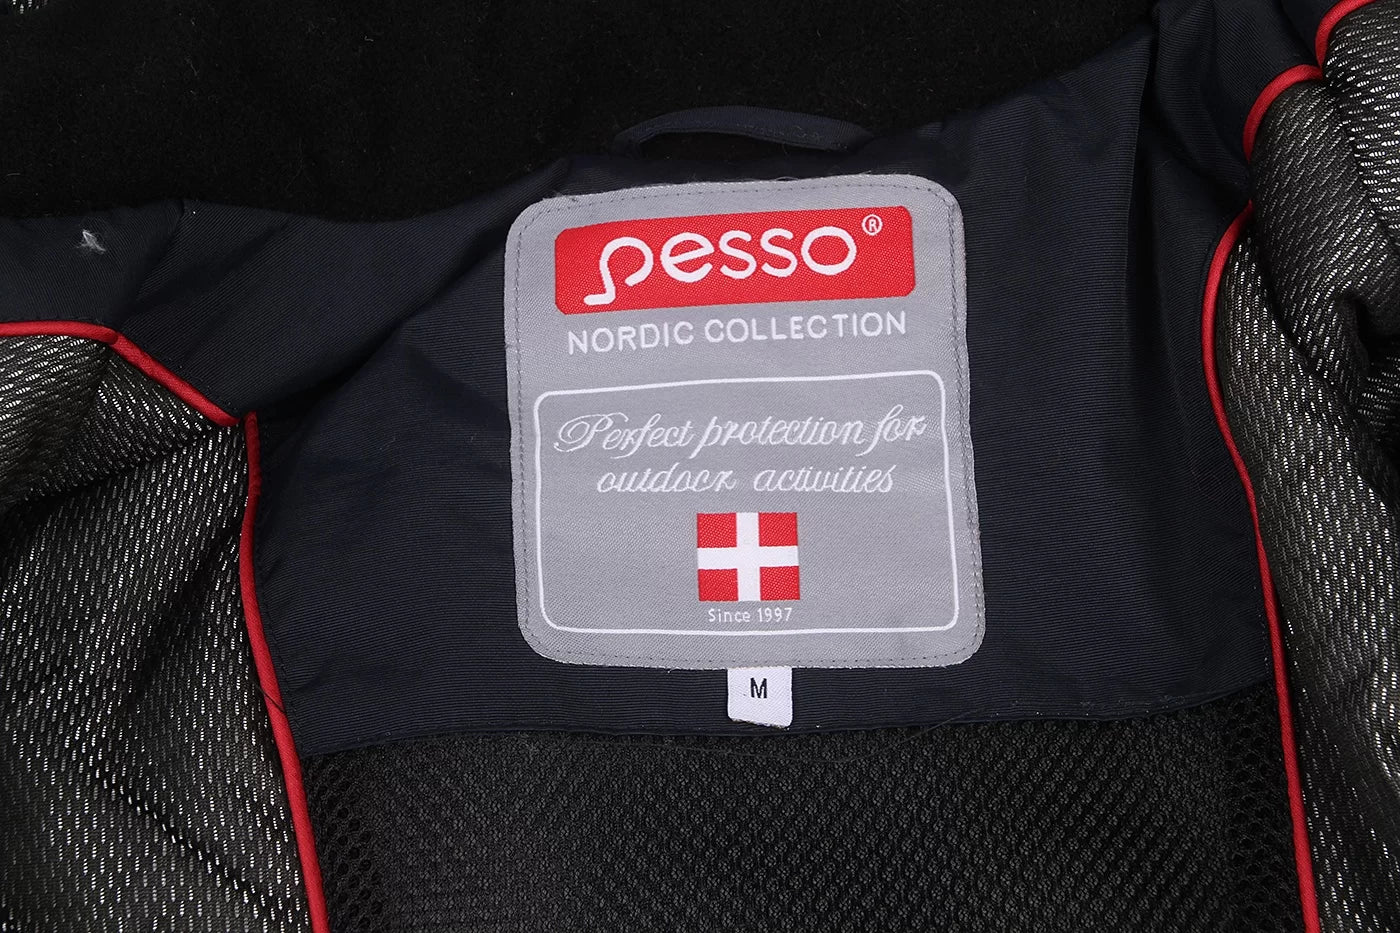 pesso®
NORDIC COLLECTION
Perfect protection for
outdoor activities
Since 1997
M